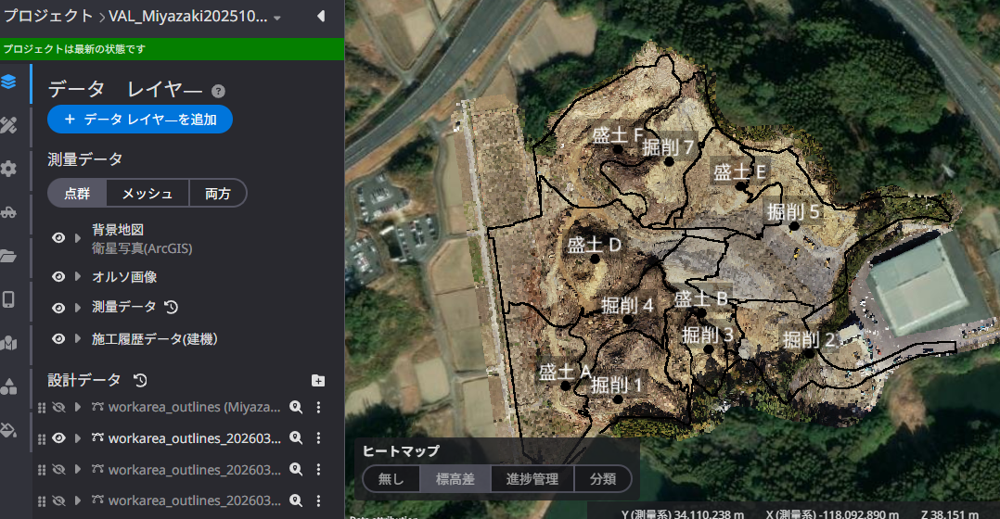 プロジェクト > VAL_Miyazaki202510...
プロジェクトは最新の状態です
データ レイヤー ?
+ データ レイヤーを追加
測量データ
点群 メッシュ 両方
背景地図
衛星写真(ArcGIS)
オルソ画像
測量データ
施工履歴データ(建機)
設計データ
workarea_outlines (Miyaza...
workarea_outlines_202603...
workarea_outlines_202603...
workarea_outlines_202603...
盛土 F
掘削 7
盛土 E
掘削 5
盛土 D
盛土 B
掘削 4
掘削 3
掘削 2
盛土 A
掘削 1
ヒートマップ
無し 標高差 進捗管理 分類
Data attribution
Y (測量系) 34,110.238 m X (測量系) -118,092.890 m Z 38.151 m